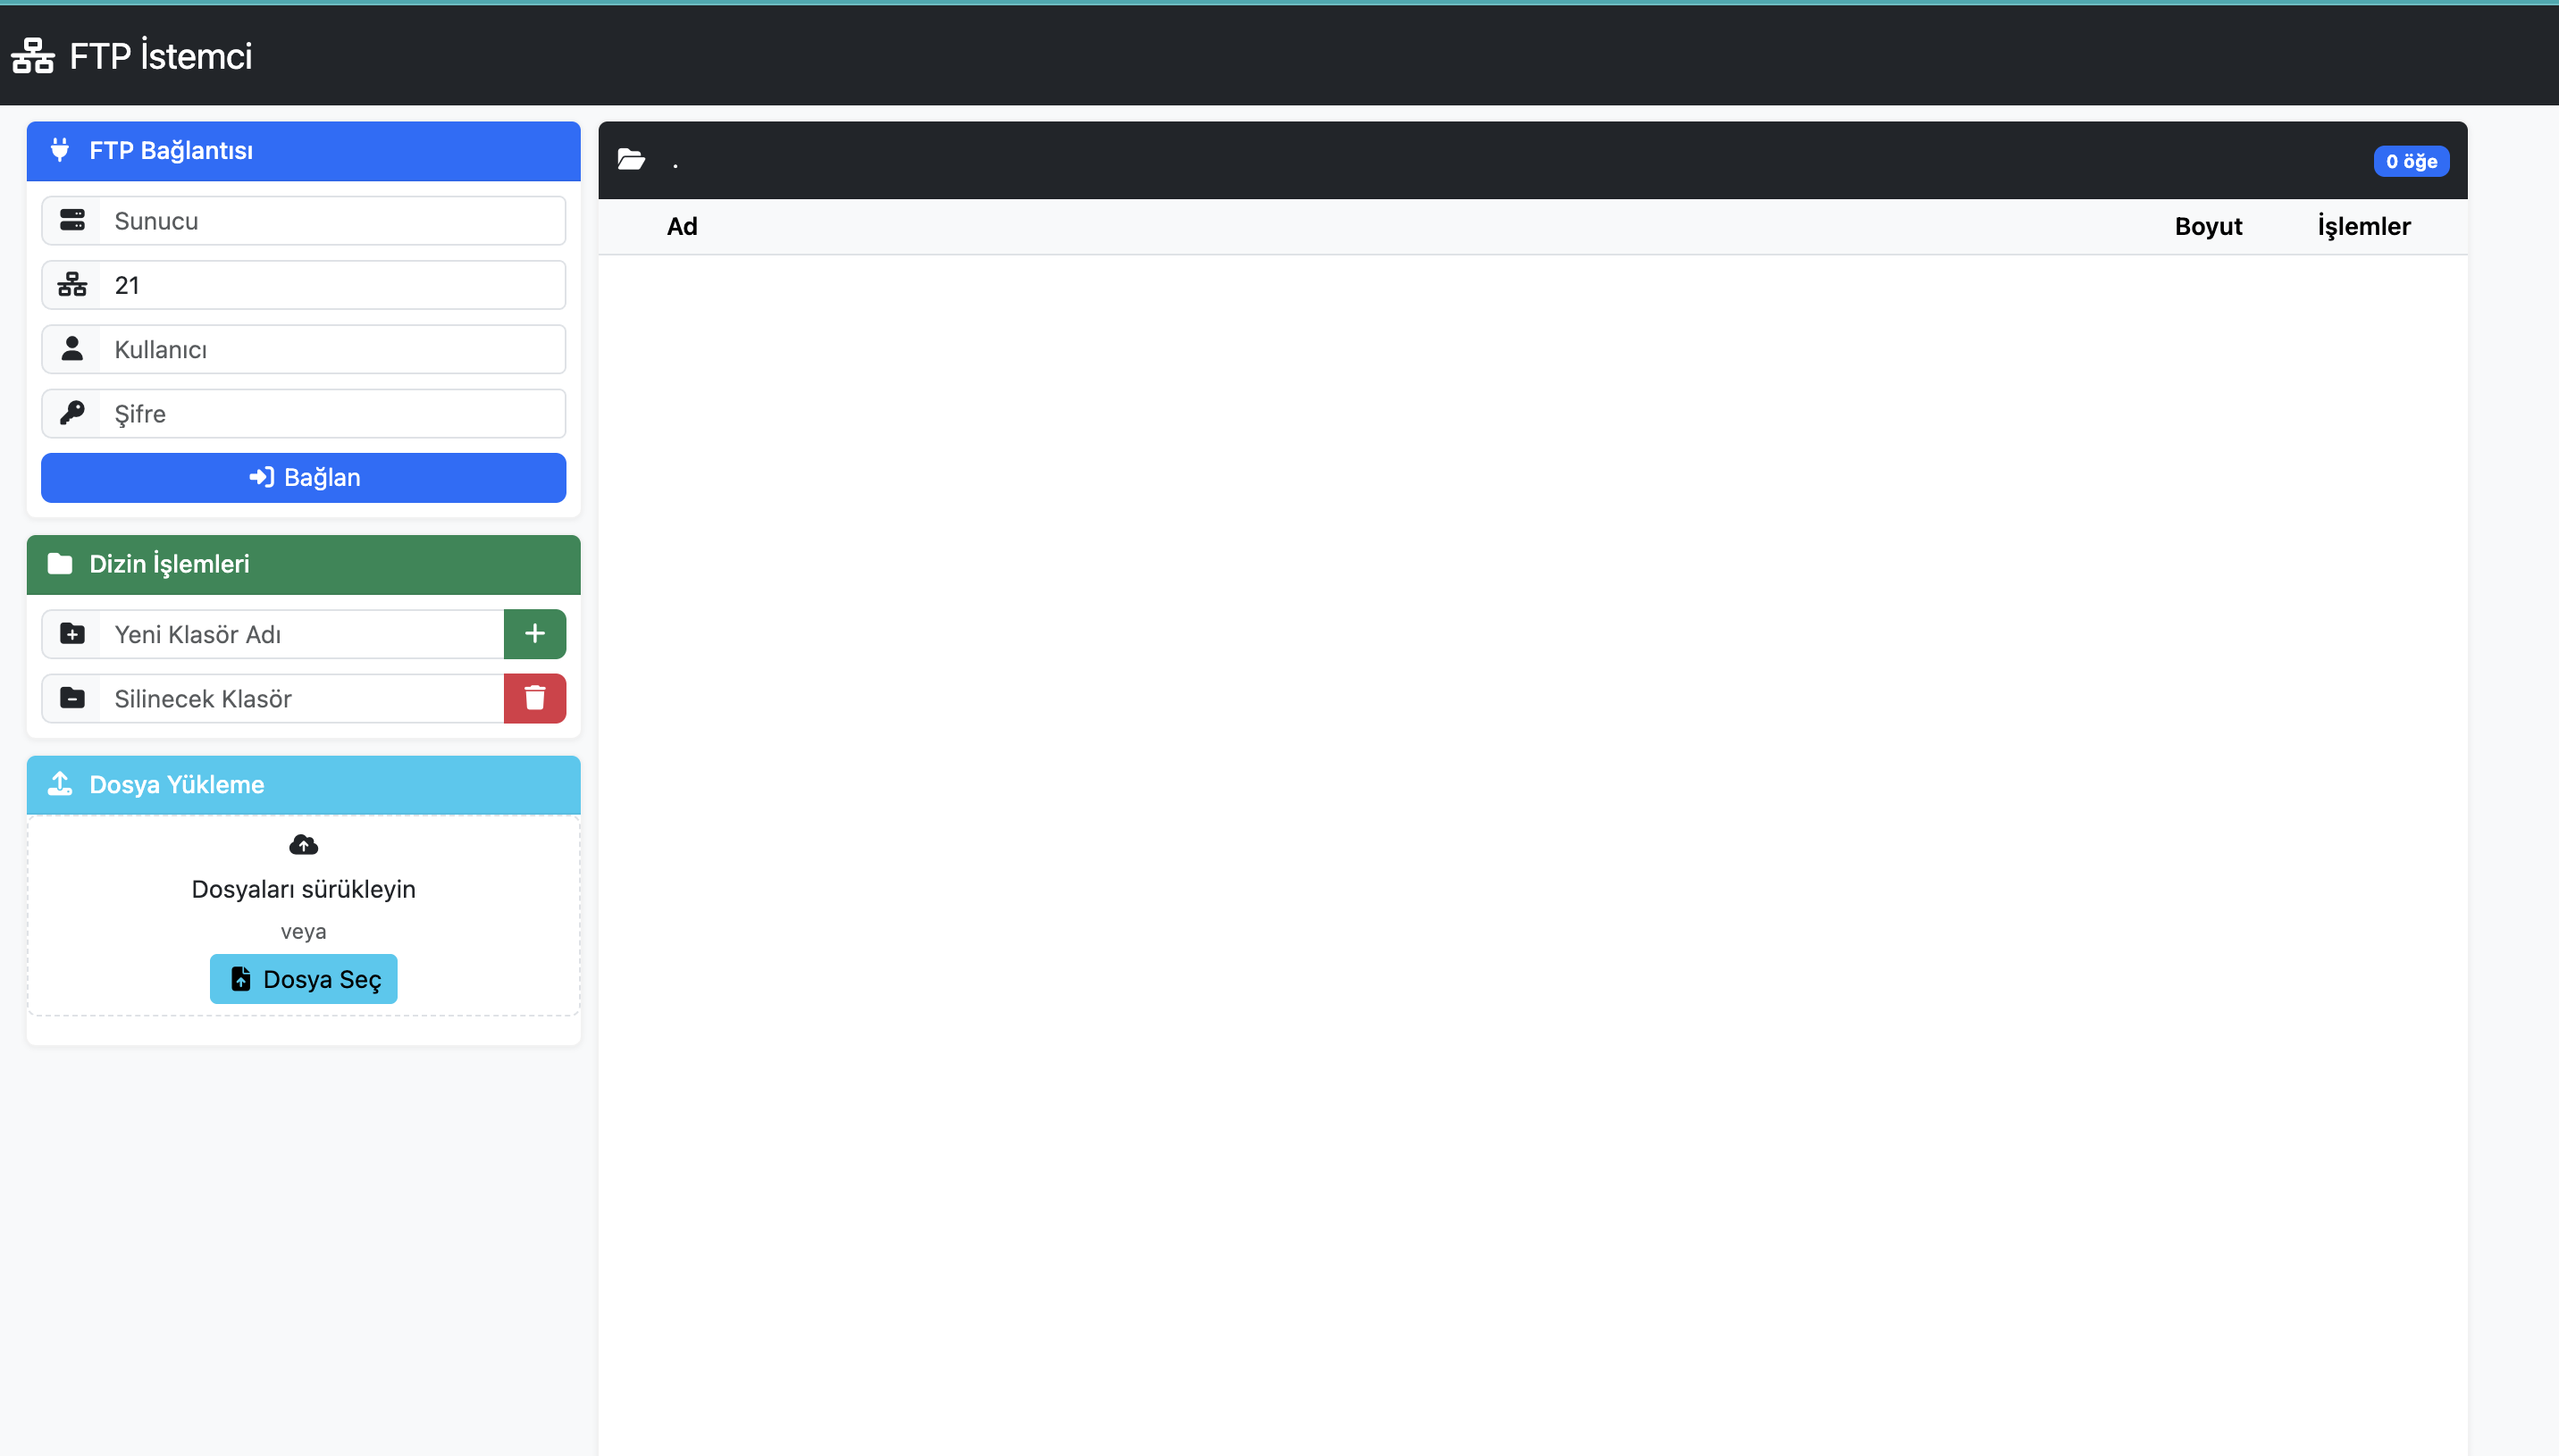 FTP İstemci
FTP Bağlantısı
Sunucu
21
Kullanıcı
Şifre
Bağlan
Dizin İşlemleri
Yeni Klasör Adı
Silinecek Klasör
Dosya Yükleme
Dosyaları sürükleyin
veya
Dosya Seç
.
0 öğe
Ad Boyut İşlemler